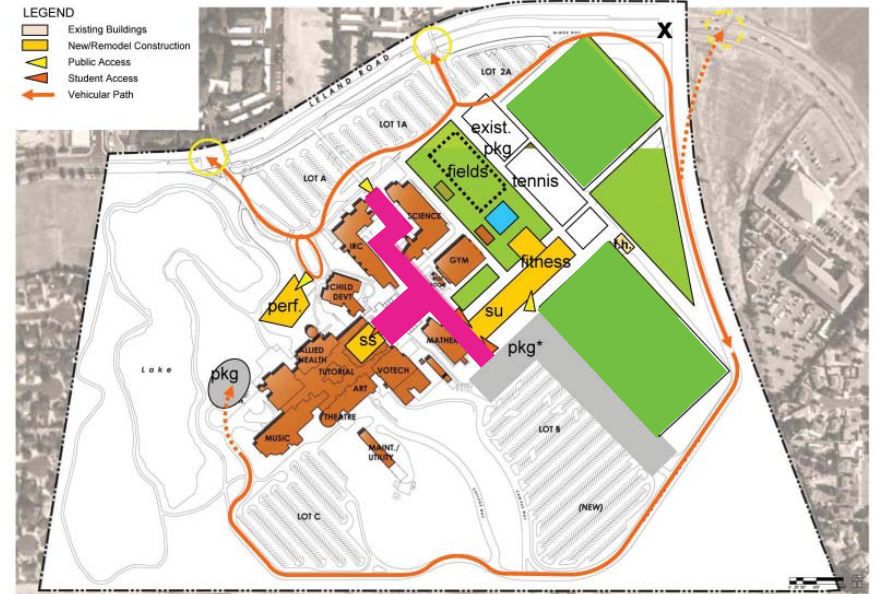 LEGEND
Existing Buildings
New/Remodel Construction
Public Access
Student Access
Vehicular Path
X
LELAND ROAD
LOT 2A
LOT 1A
LOT A
exist.
pkg
fields
tennis
SCIENCE
IRC
GYM
f.h.
fitness
CHILD
DEVT
perf.
su
ss
MATHE
pkg*
ALLIED
HEALTH
TUTORIAL
VOTECH
ART
Lake
pkg
THEATRE
MUSIC
MAINT./
UTILITY
LOT B
LOT C
(NEW)